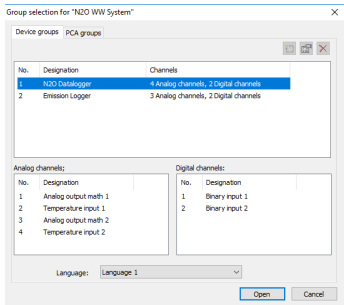 Group selection for "N2O WW System"
Device groups PCA groups
No. Designation Channels
1 N2O Datalogger 4 Analog channels, 2 Digital channels
2 Emission Logger 3 Analog channels, 2 Digital channels
Analog channels; Digital channels:
No. Designation No. Designation
1 Analog output math 1 1 Binary input 1
2 Temperature input 1 2 Binary input 2
3 Analog output math 2
4 Temperature input 2
Language: Language 1
Open Cancel